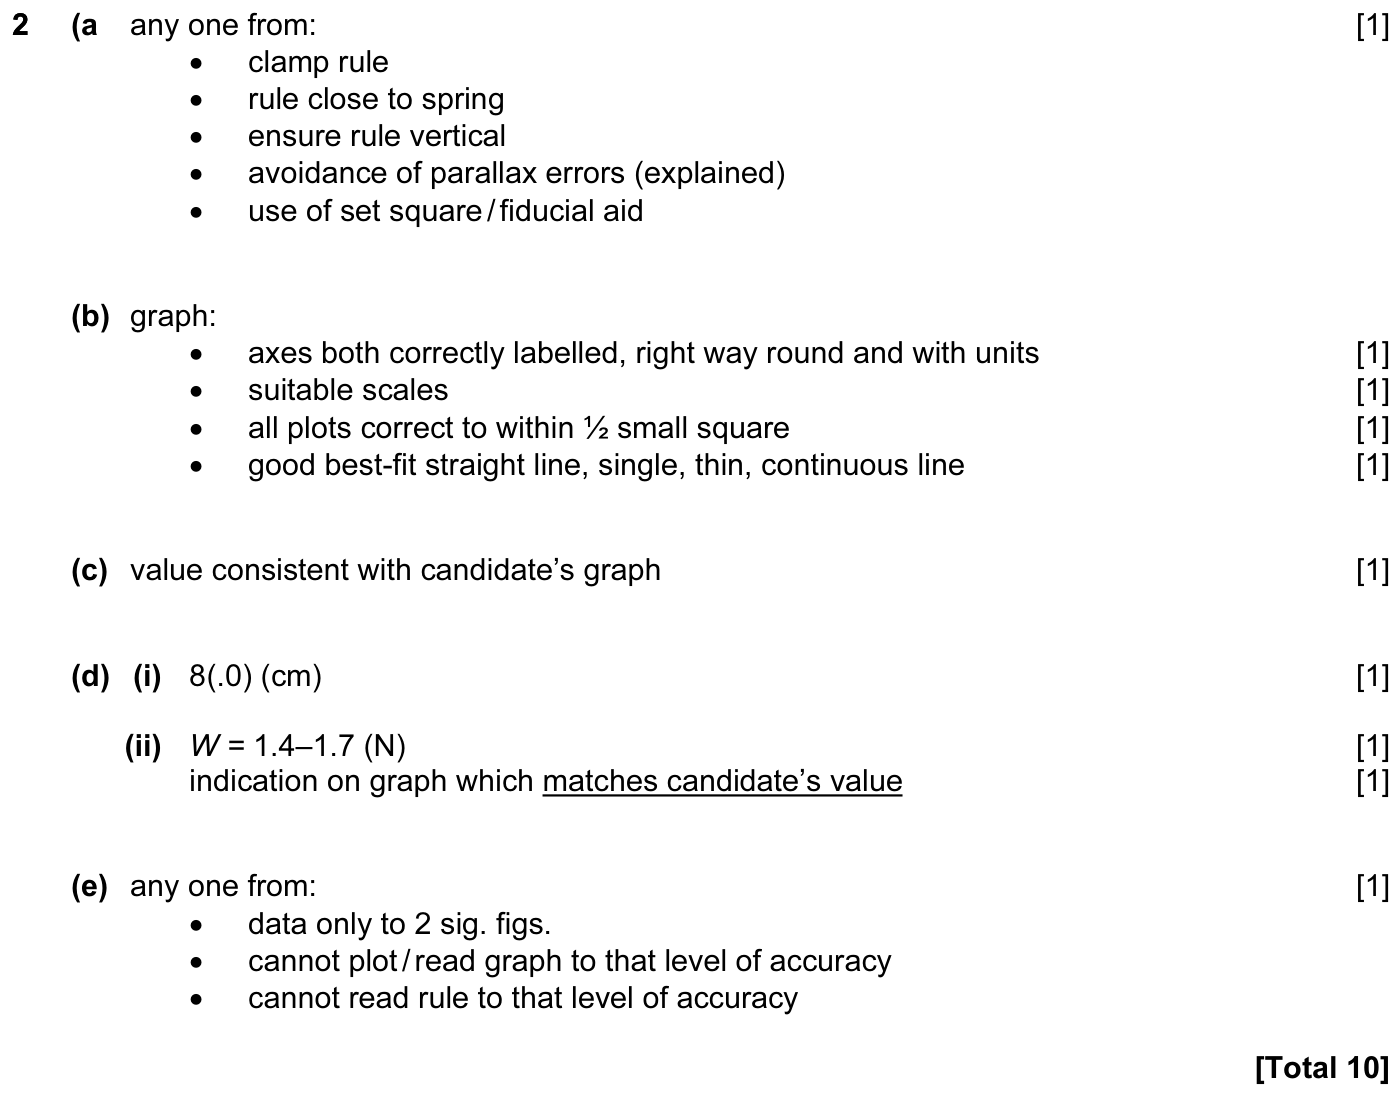 2 (a any one from: [1]
• clamp rule
• rule close to spring
• ensure rule vertical
• avoidance of parallax errors (explained)
• use of set square / fiducial aid
(b) graph:
• axes both correctly labelled, right way round and with units [1]
• suitable scales [1]
• all plots correct to within ½ small square [1]
• good best-fit straight line, single, thin, continuous line [1]
(c) value consistent with candidate’s graph [1]
(d) (i) 8(.0) (cm) [1]
(ii) W = 1.4–1.7 (N) [1]
indication on graph which matches candidate’s value [1]
(e) any one from: [1]
• data only to 2 sig. figs.
• cannot plot / read graph to that level of accuracy
• cannot read rule to that level of accuracy
[Total 10]